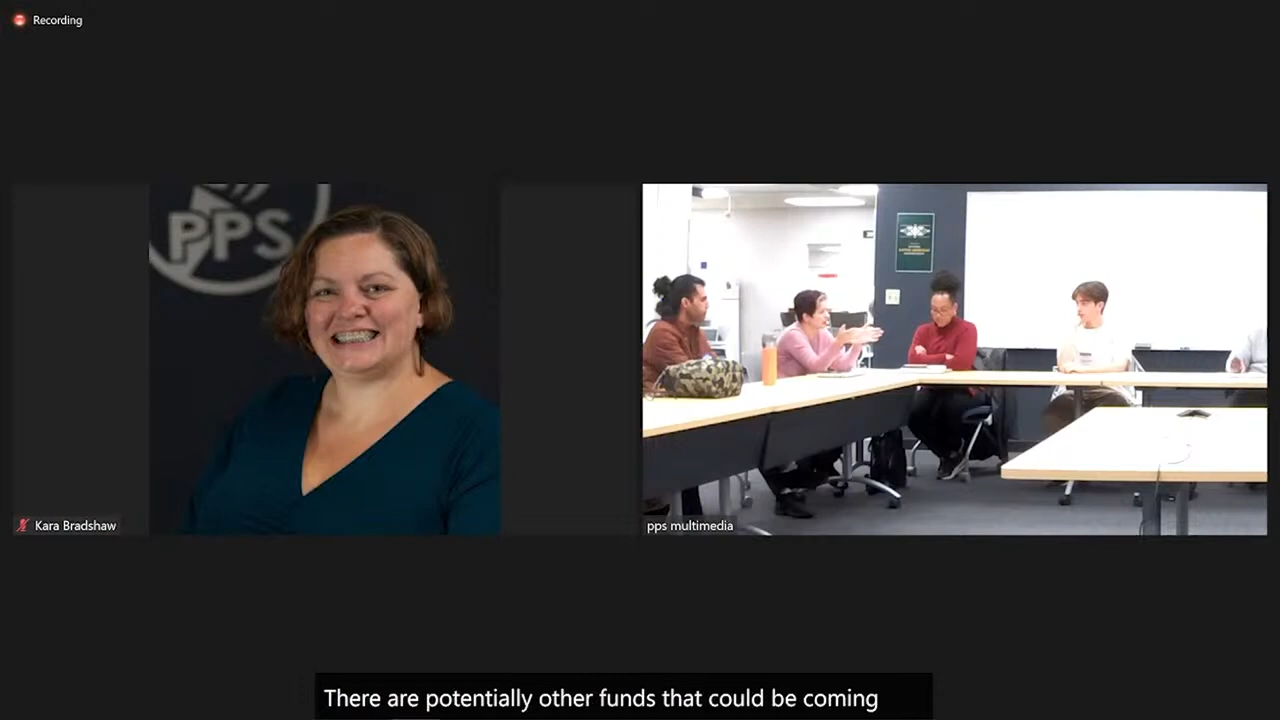 Recording
PPS
Kara Bradshaw
pps multimedia
There are potentially other funds that could be coming